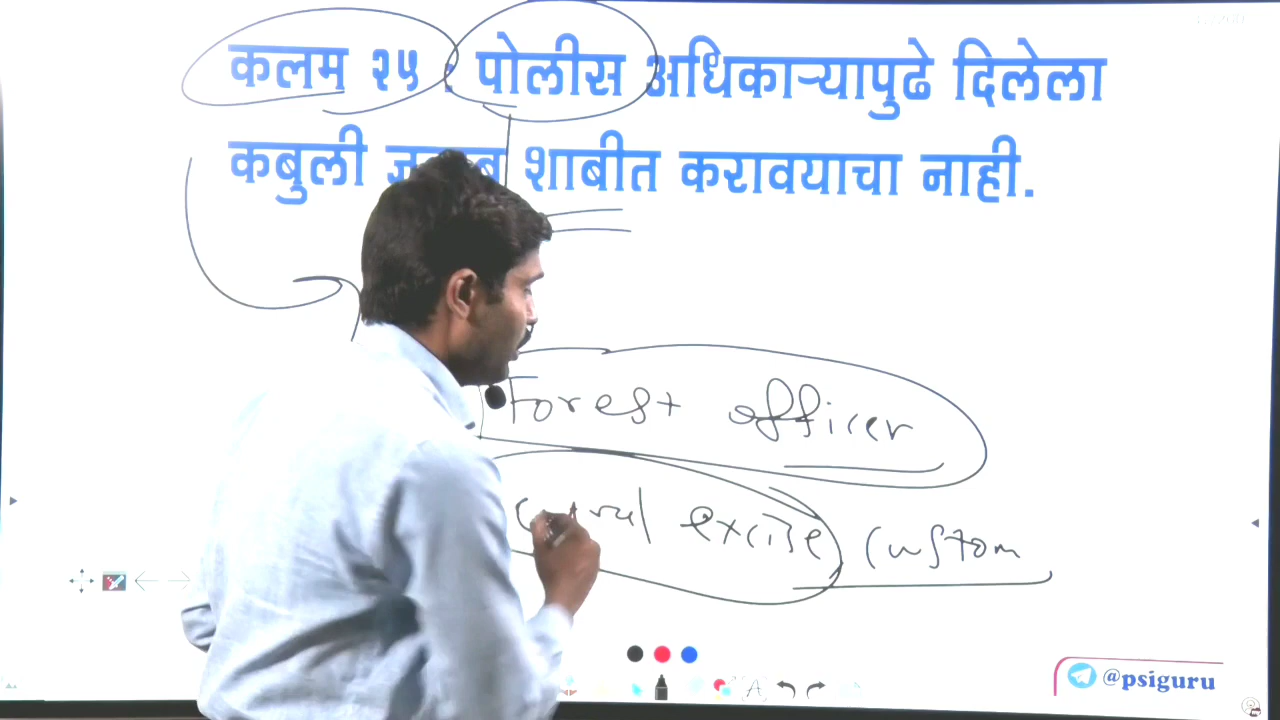 कलम २५ : पोलीस अधिकाऱ्यापुढे दिलेला
कबुली शाबीत करावयाचा नाही.
Forest officer
excise custom
@psiguru